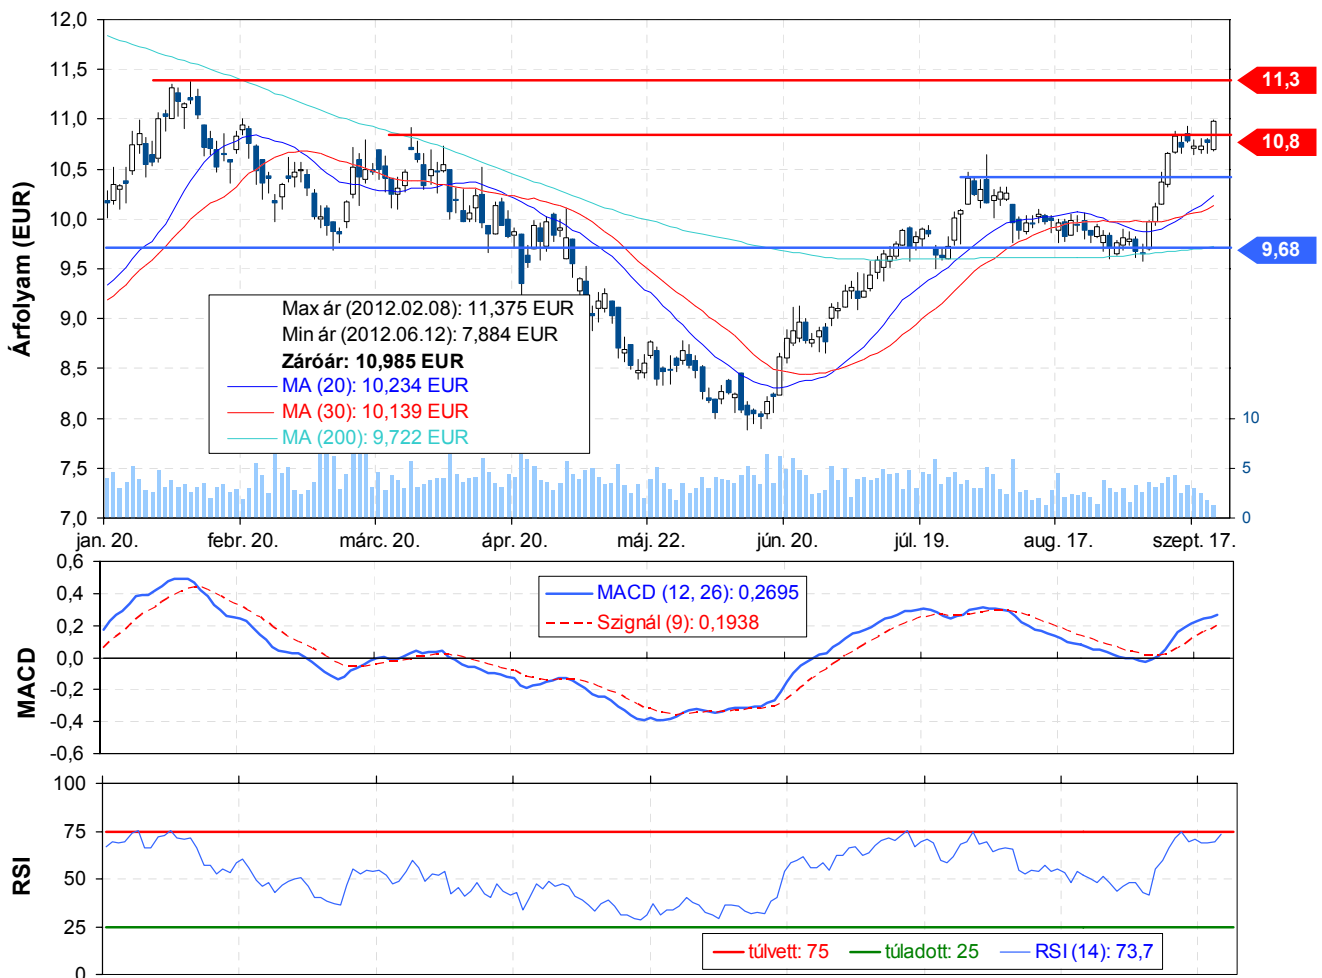 12,0
11,5
11,0
10,5
10,0
9,5
9,0
8,5
8,0
7,5
7,0
Árfolyam (EUR)
11,3
10,8
9,68
Max ár (2012.02.08): 11,375 EUR
Min ár (2012.06.12): 7,884 EUR
Záróár: 10,985 EUR
MA (20): 10,234 EUR
MA (30): 10,139 EUR
MA (200): 9,722 EUR
10
5
0
jan. 20.
febr. 20.
márc. 20.
ápr. 20.
máj. 22.
jún. 20.
júl. 19.
aug. 17.
szept. 17.
0,6
0,4
0,2
0,0
-0,2
-0,4
-0,6
MACD
MACD (12, 26): 0,2695
Szignál (9): 0,1938
100
75
50
25
0
RSI
túlvett: 75
túladott: 25
RSI (14): 73,7